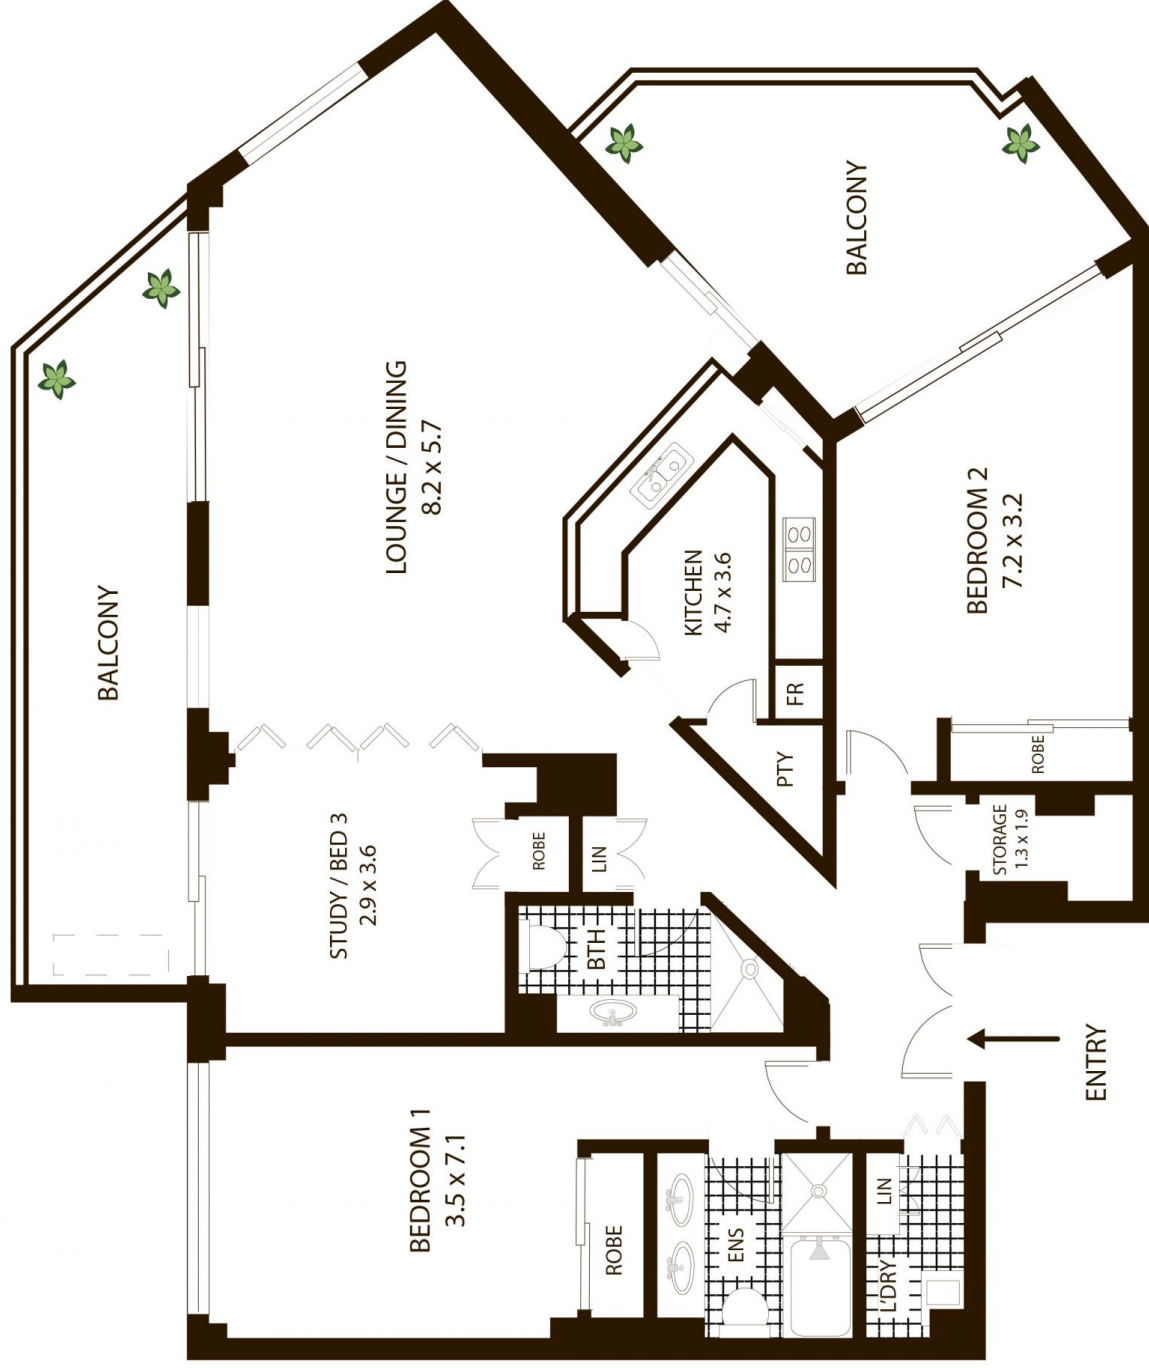 BALCONY
BALCONY
LOUNGE / DINING
8.2 x 5.7
KITCHEN
4.7 x 3.6
BEDROOM 2
7.2 x 3.2
FR
PTY
ROBE
STORAGE
1.3 x 1.9
STUDY / BED 3
2.9 x 3.6
ROBE
LIN
BTH
ENTRY
BEDROOM 1
3.5 x 7.1
ROBE
ENS
LIN
L'DRY